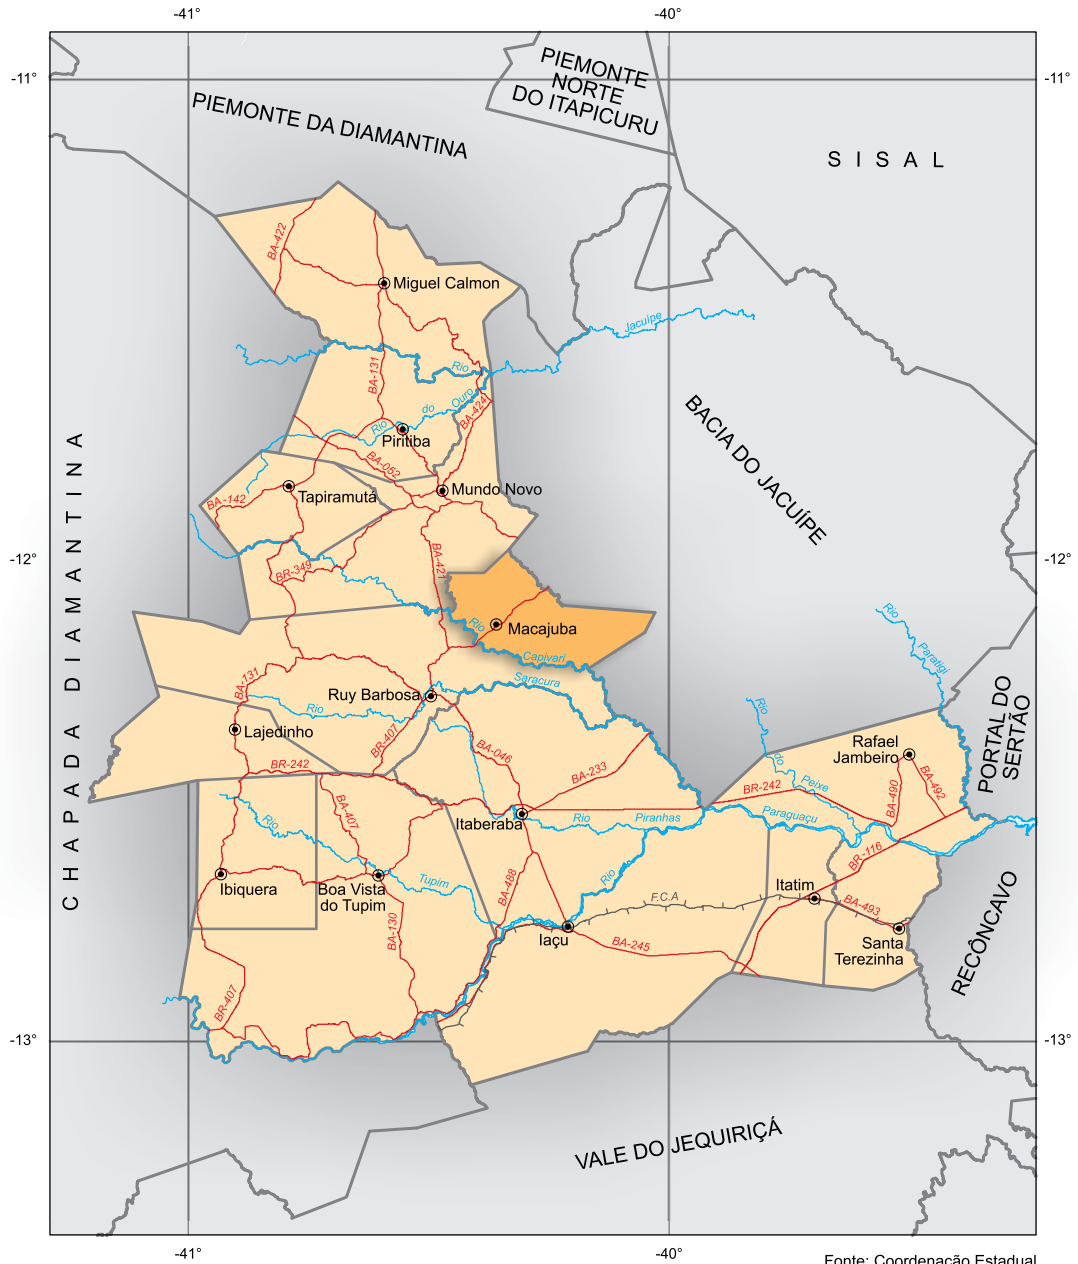 -41°
-40°
-11°
-11°
PIEMONTE
NORTE
DO ITAPICURU
PIEMONTE DA DIAMANTINA
SISAL
BA-422
Miguel Calmon
Jacuípe
Rio
BA-131
do
Ouro
BA-424
Rio
Piritiba
BACIA DO JACUÍPE
CHAPADA DIAMANTINA
BA-052
Mundo Novo
Tapiramutá
BA-142
-12°
-12°
BR-349
BA-421
Rio
Macajuba
Capivari
Rio
Paratigi
Saracura
BA-131
Ruy Barbosa
Rio
Rio
PORTAL DO
SERTÃO
Lajedinho
BR-407
BA-046
Rafael
Jambeiro
BR-242
BA-233
do
Peixe
BR-242
BA-490
BA-492
BA-407
Itaberaba
Rio
Piranhas
Paraguaçu
Rio
BR-116
Ibiquera
Boa Vista
do Tupim
Tupim
BA-488
Rio
F.C.A
Itatim
BA-493
BA-130
Iaçu
BA-245
Santa
Terezinha
RECÔNCAVO
BR-407
-13°
-13°
VALE DO JEQUIRIÇÁ
-41°
-40°
Fonte: Coordenação Estadual